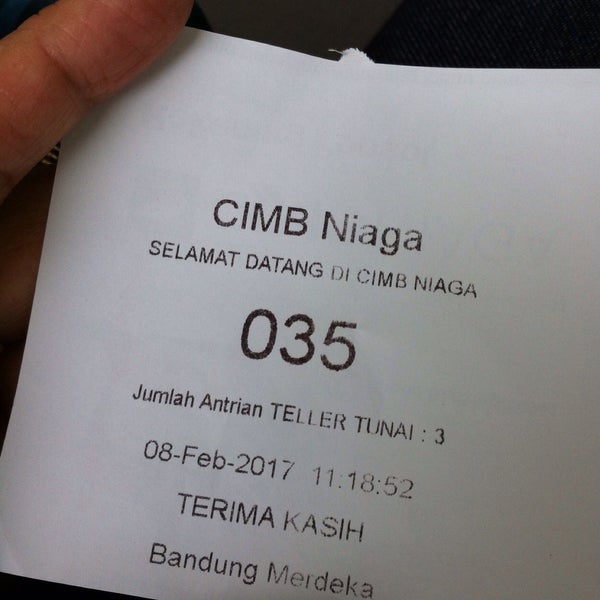 CIMB Niaga
SELAMAT DATANG DI CIMB NIAGA
035
Jumlah Antrian TELLER TUNAI : 3
08-Feb-2017 11:18:52
TERIMA KASIH
Bandung Merdeka